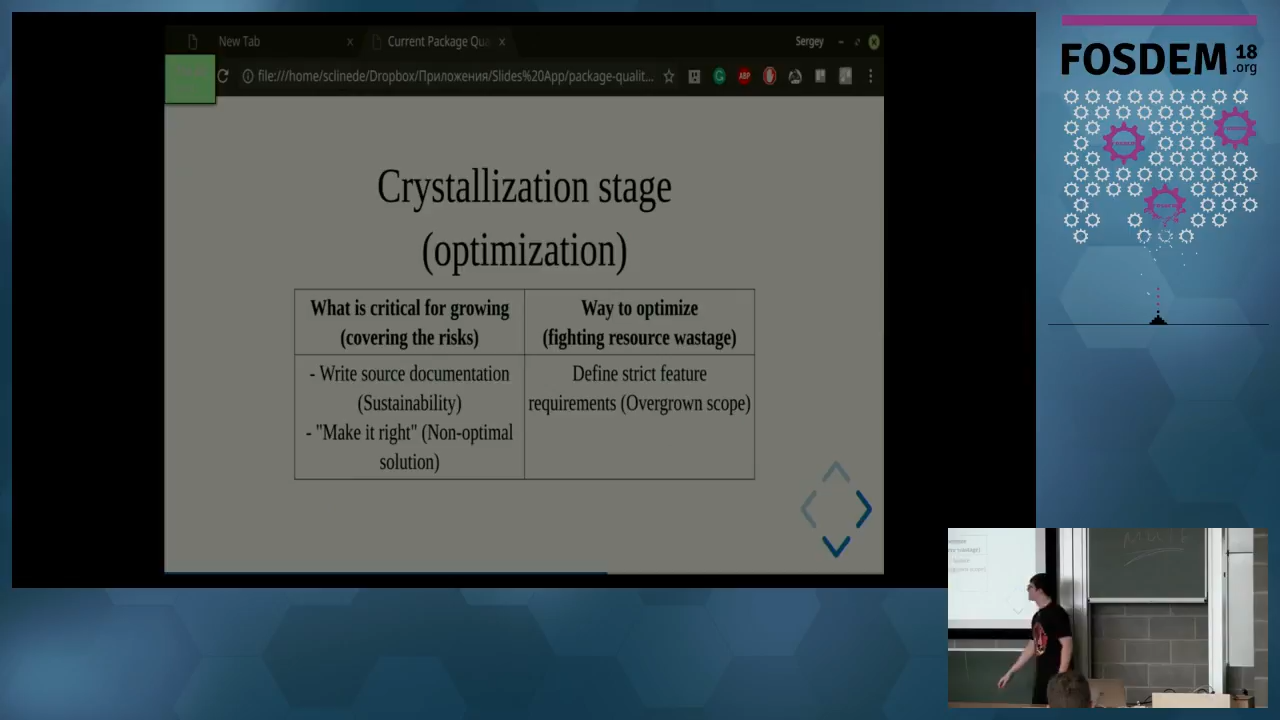 New Tab
Current Package Qua
Sergey
file:///home/sclinede/Dropbox/Приложения/Slides%20App/package-qualit...
ABP
Crystallization stage
(optimization)
What is critical for growing
(covering the risks)
Way to optimize
(fighting resource wastage)
- Write source documentation
(Sustainability)
- "Make it right" (Non-optimal
solution)
Define strict feature
requirements (Overgrown scope)
FOSDEM 18
.org